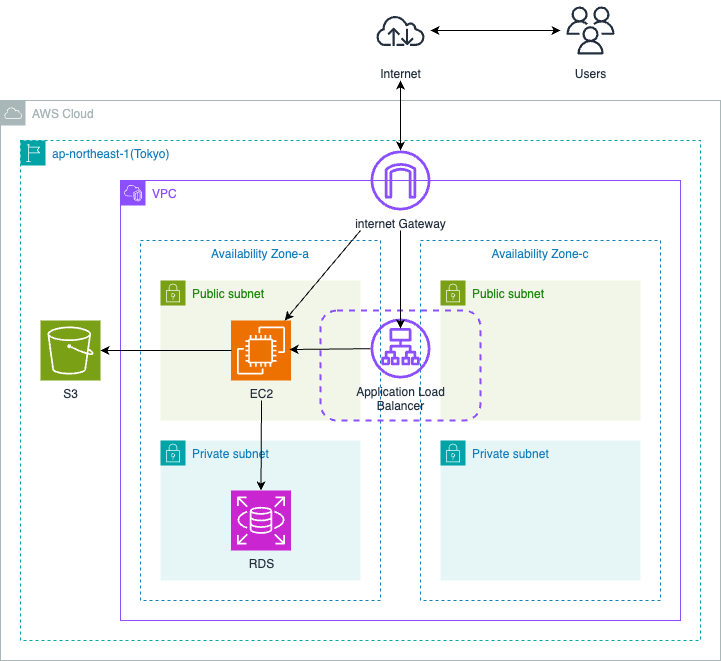 Internet
Users
AWS Cloud
ap-northeast-1(Tokyo)
VPC
internet Gateway
Availability Zone-a
Availability Zone-c
Public subnet
Public subnet
S3
EC2
Application Load
Balancer
Private subnet
Private subnet
RDS